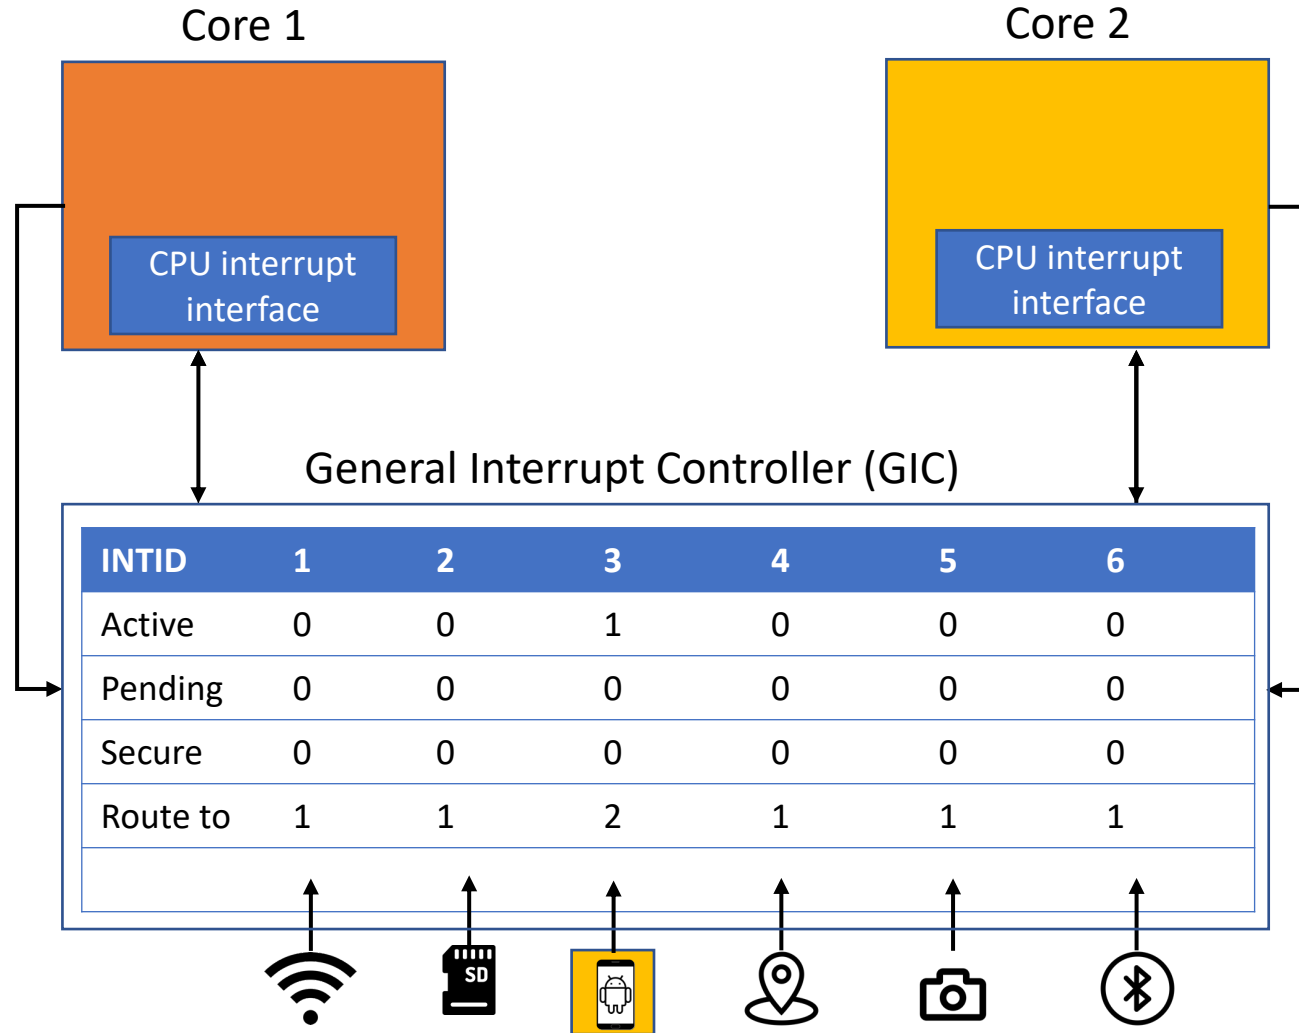 Core 1
Core 2
CPU interrupt
interface
CPU interrupt
interface
General Interrupt Controller (GIC)
INTID 1 2 3 4 5 6
Active 0 0 1 0 0 0
Pending 0 0 0 0 0 0
Secure 0 0 0 0 0 0
Route to 1 1 2 1 1 1
SD